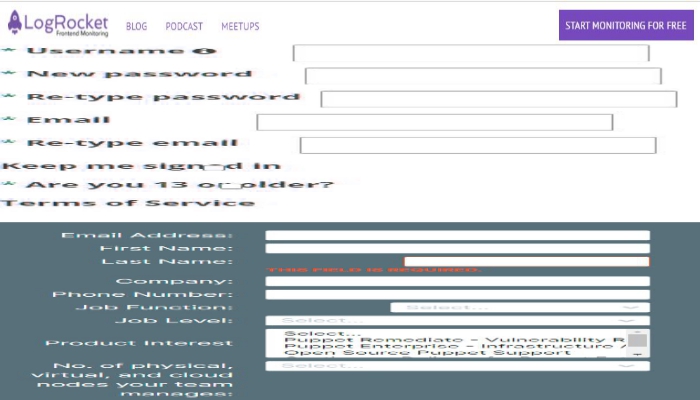 LogRocket
Frontend Monitoring
BLOG PODCAST MEETUPS
START MONITORING FOR FREE
* Username
* New password
* Re-type password
* Email
* Re-type email
Keep me signed in
* Are you 13 or older?
Terms of Service
Email Address:
First Name:
Last Name:
THIS FIELD IS REQUIRED.
Company:
Phone Number:
Job Function: Select...
Job Level: Select...
Select...
Puppet Remediate - Vulnerability R
Product Interest
Puppet Enterprise - Infrastructure
Open Source Puppet Support
No. of physical, Select...
virtual, and cloud
nodes your team
manages: